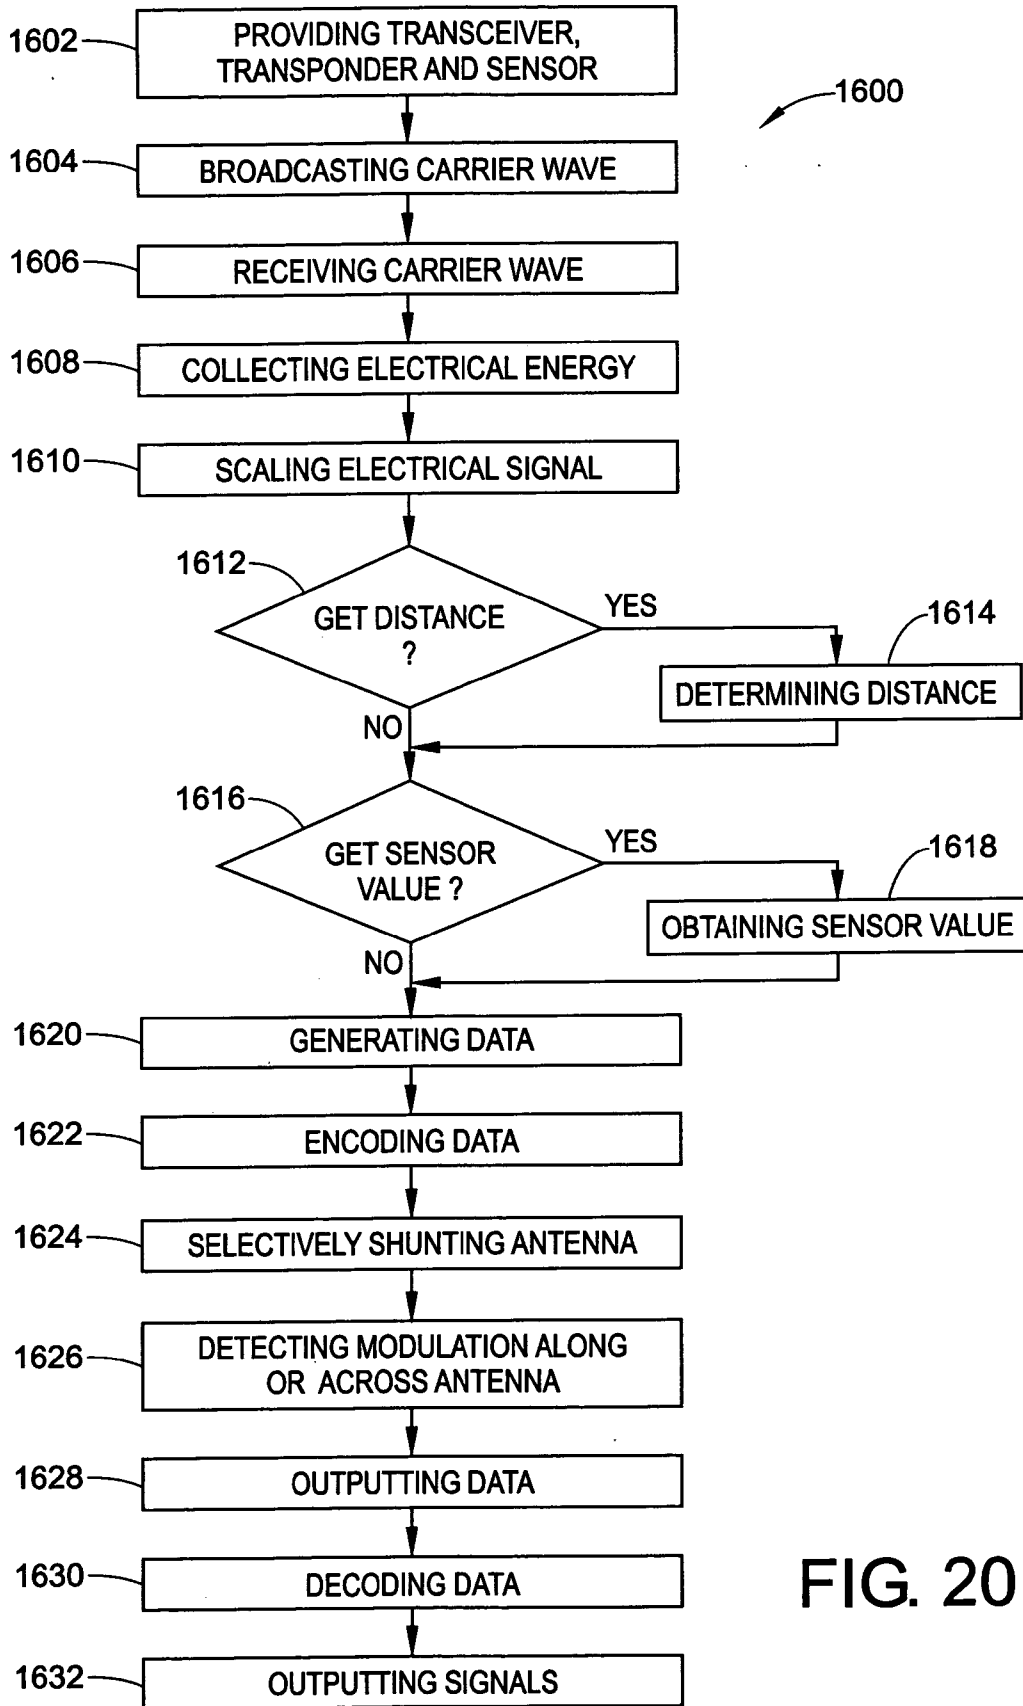 1602
PROVIDING TRANSCEIVER,
TRANSPONDER AND SENSOR
1600
1604
BROADCASTING CARRIER WAVE
1606
RECEIVING CARRIER WAVE
1608
COLLECTING ELECTRICAL ENERGY
1610
SCALING ELECTRICAL SIGNAL
1612
GET DISTANCE
?
YES
1614
DETERMINING DISTANCE
NO
1616
GET SENSOR
VALUE ?
YES
1618
OBTAINING SENSOR VALUE
NO
1620
GENERATING DATA
1622
ENCODING DATA
1624
SELECTIVELY SHUNTING ANTENNA
1626
DETECTING MODULATION ALONG
OR ACROSS ANTENNA
1628
OUTPUTTING DATA
1630
DECODING DATA
1632
OUTPUTTING SIGNALS
FIG. 20